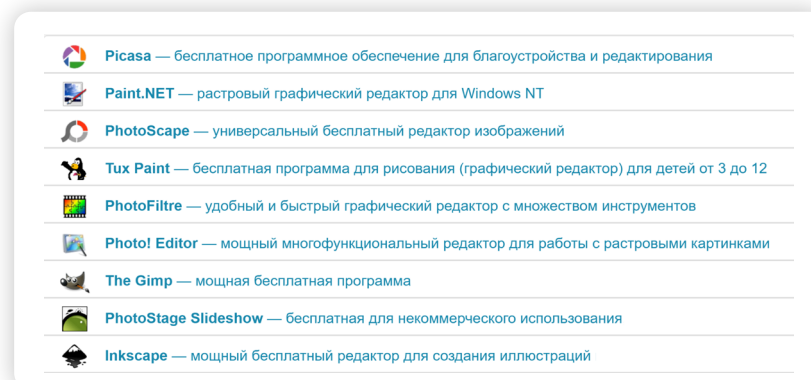 Picasa — бесплатное программное обеспечение для благоустройства и редактирования
Paint.NET — растровый графический редактор для Windows NT
PhotoScape — универсальный бесплатный редактор изображений
Tux Paint — бесплатная программа для рисования (графический редактор) для детей от 3 до 12
PhotoFiltre — удобный и быстрый графический редактор с множеством инструментов
Photo! Editor — мощный многофункциональный редактор для работы с растровыми картинками
The Gimp — мощная бесплатная программа
PhotoStage Slideshow — бесплатная для некоммерческого использования
Inkscape — мощный бесплатный редактор для создания иллюстраций